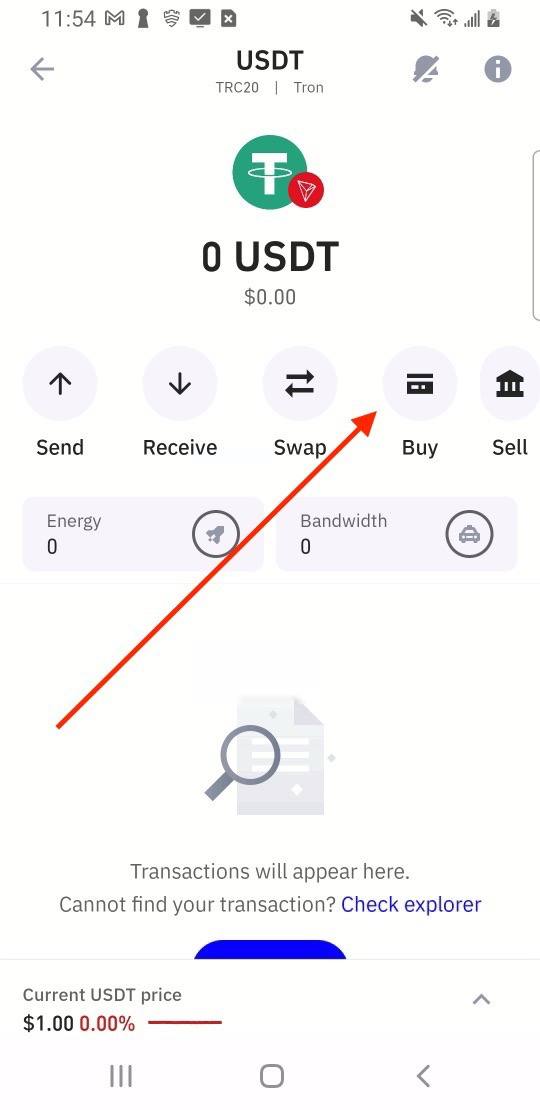 11:54
USDT
TRC20 | Tron
0 USDT
$0.00
Send Receive Swap Buy Sell
Energy
0
Bandwidth
0
Transactions will appear here.
Cannot find your transaction? Check explorer
Current USDT price
$1.00 0.00%